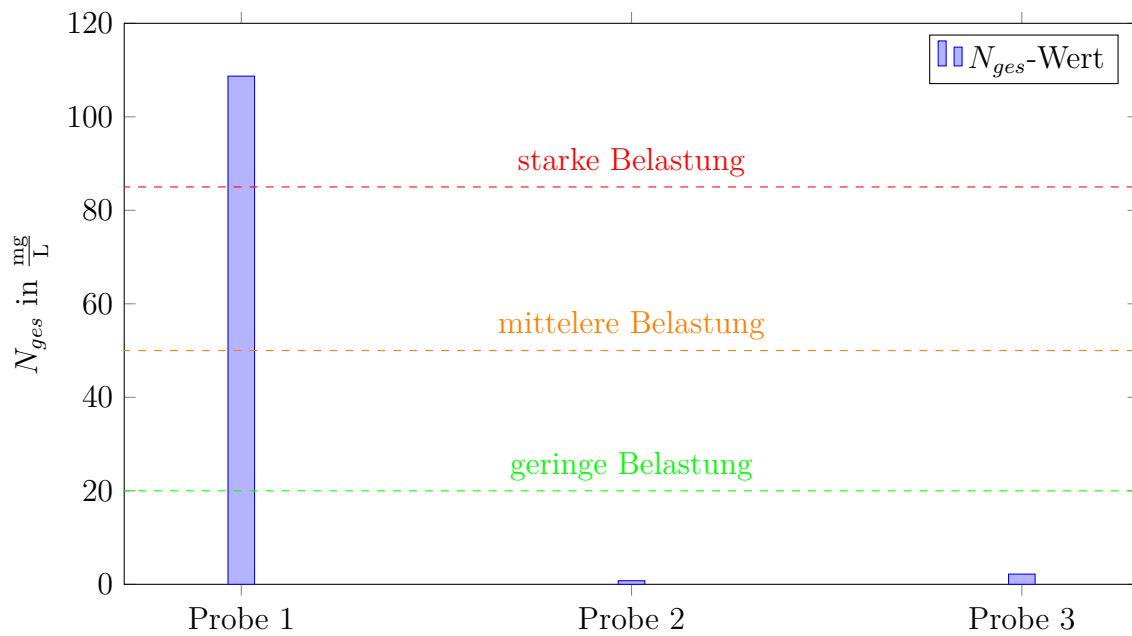 120
100
80
60
40
20
0
N_ges in mg/L
N_ges-Wert
starke Belastung
mittelere Belastung
geringe Belastung
Probe 1
Probe 2
Probe 3